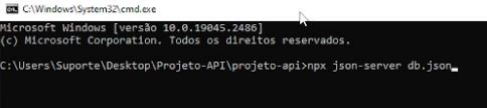 C:\Windows\System32\cmd.exe
Microsoft Windows [versão 10.0.19045.2486]
(c) Microsoft Corporation. Todos os direitos reservados.
C:\Users\Suporte\Desktop\Projeto-API\projeto-api>npx json-server db.json